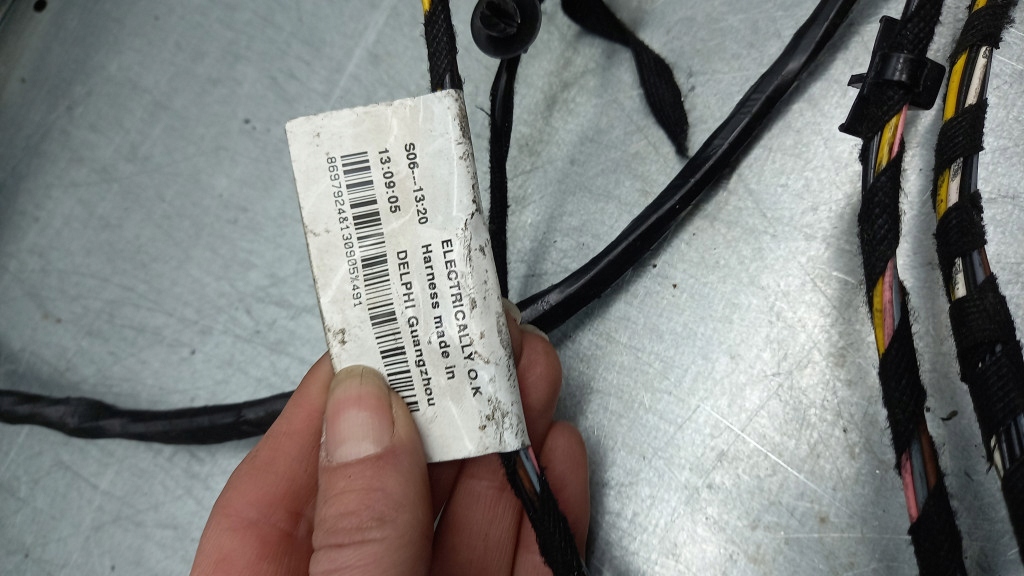 ELECTRICALLY O.K
Harness made in
S06--13:20 DELPHI Guangzhou
13:09:05
8697924&130905%491